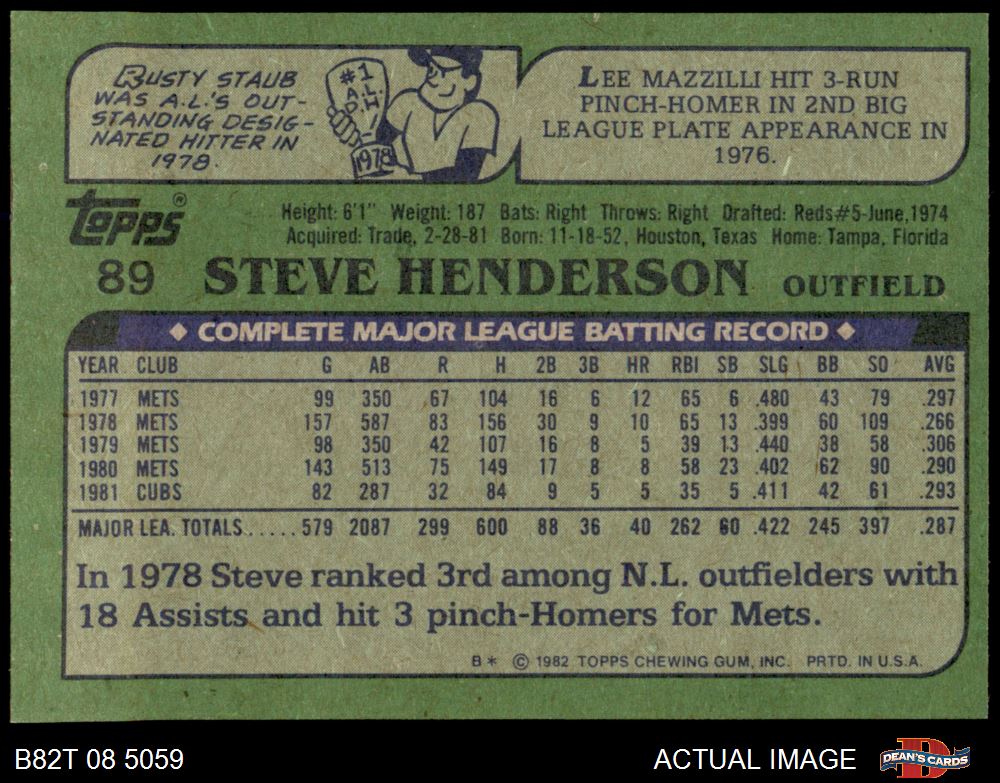 RUSTY STAUB
WAS A.L.'S OUT-
STANDING DESIG-
NATED HITTER IN
1978.
#1
A.L.
D.H.
1978
LEE MAZZILLI HIT 3-RUN
PINCH-HOMER IN 2ND BIG
LEAGUE PLATE APPEARANCE IN
1976.
Topps®
Height: 6'1" Weight: 187 Bats: Right Throws: Right Drafted: Reds#5-June,1974
Acquired: Trade, 2-28-81 Born: 11-18-52, Houston, Texas Home: Tampa, Florida
89 STEVE HENDERSON OUTFIELD
◆ COMPLETE MAJOR LEAGUE BATTING RECORD ◆
YEAR CLUB G AB R H 2B 3B HR RBI SB SLG BB SO AVG
1977 METS 99 350 67 104 16 6 12 65 6 .480 43 79 .297
1978 METS 157 587 83 156 30 9 10 65 13 .399 60 109 .266
1979 METS 98 350 42 107 16 8 5 39 13 .440 38 58 .306
1980 METS 143 513 75 149 17 8 8 58 23 .402 62 90 .290
1981 CUBS 82 287 32 84 9 5 5 35 5 .411 42 61 .293
MAJOR LEA. TOTALS..... 579 2087 299 600 88 36 40 262 60 .422 245 397 .287
In 1978 Steve ranked 3rd among N.L. outfielders with
18 Assists and hit 3 pinch-Homers for Mets.
B* © 1982 TOPPS CHEWING GUM, INC. PRTD. IN U.S.A.
B82T 08 5059 ACTUAL IMAGE DEAN'S CARDS